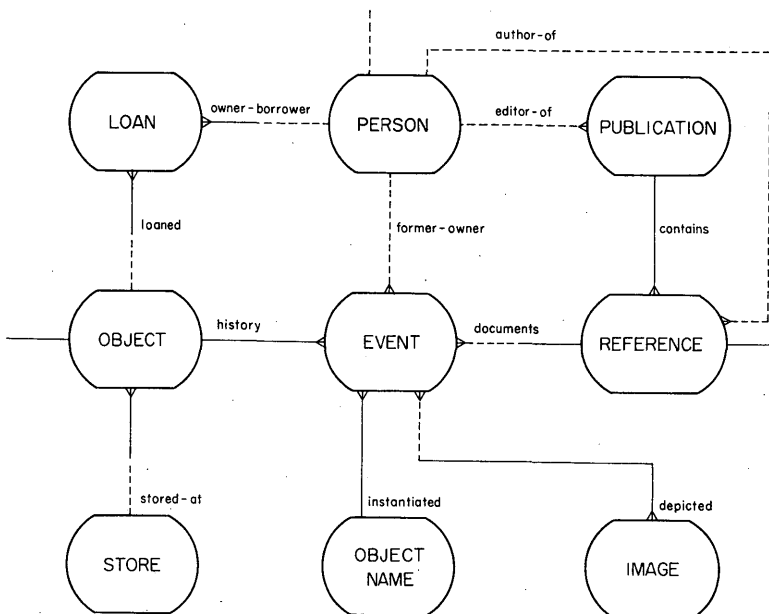 author-of
owner-borrower
editor-of
LOAN
PERSON
PUBLICATION
loaned
former-owner
contains
history
documents
OBJECT
EVENT
REFERENCE
stored-at
instantiated
depicted
STORE
OBJECT
NAME
IMAGE